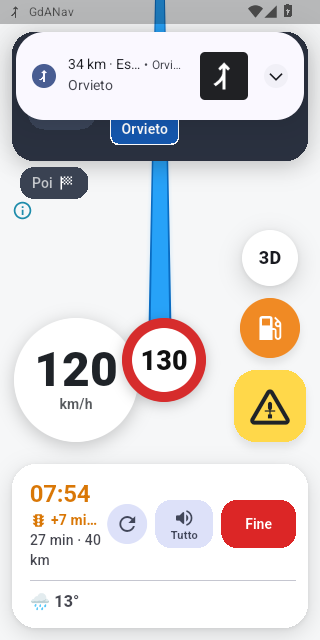 GdANav
34 km · Es… • Orvi…
Orvieto
Orvieto
Poi
3D
120
km/h
130
07:54
+7 mi…
27 min · 40
km
Tutto
Fine
13°